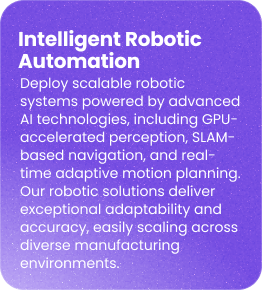 Intelligent Robotic
Automation
Deploy scalable robotic
systems powered by advanced
AI technologies, including GPU-
accelerated perception, SLAM-
based navigation, and real-
time adaptive motion planning.
Our robotic solutions deliver
exceptional adaptability and
accuracy, easily scaling across
diverse manufacturing
environments.